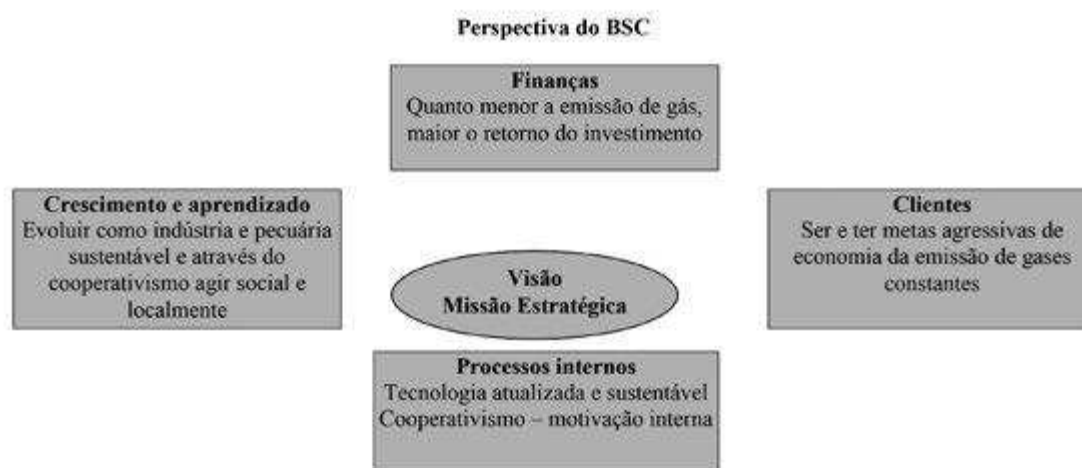 Perspectiva do BSC
Finanças
Quanto menor a emissão de gás,
maior o retorno do investimento
Crescimento e aprendizado
Evoluir como indústria e pecuária
sustentável e através do
cooperativismo agir social e
localmente
Clientes
Ser e ter metas agressivas de
economia da emissão de gases
constantes
Visão
Missão Estratégica
Processos internos
Tecnologia atualizada e sustentável
Cooperativismo – motivação interna